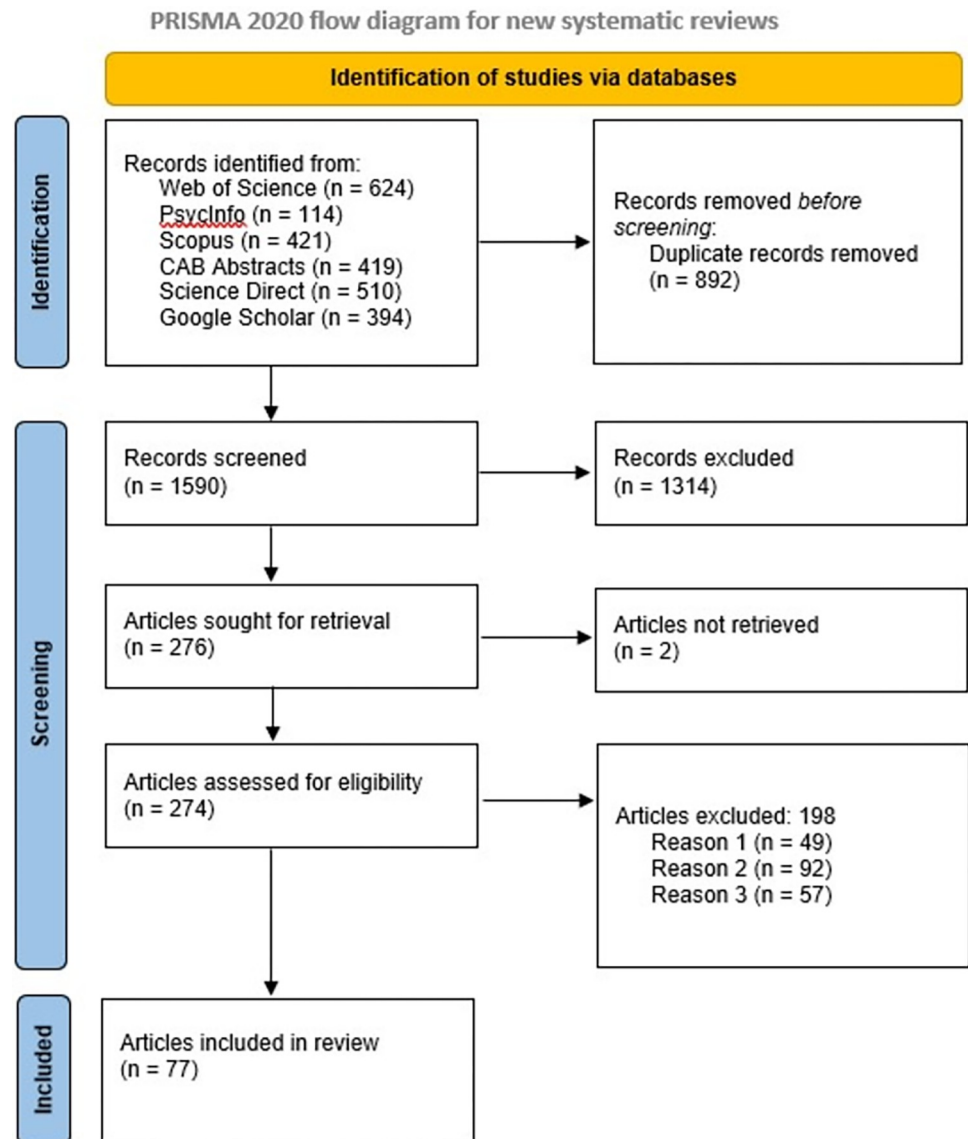 PRISMA 2020 flow diagram for new systematic reviews
Identification of studies via databases
Identification
Records identified from:
Web of Science (n = 624)
PsycInfo (n = 114)
Scopus (n = 421)
CAB Abstracts (n = 419)
Science Direct (n = 510)
Google Scholar (n = 394)
Records removed before
screening:
Duplicate records removed
(n = 892)
Screening
Records screened
(n = 1590)
Records excluded
(n = 1314)
Articles sought for retrieval
(n = 276)
Articles not retrieved
(n = 2)
Articles assessed for eligibility
(n = 274)
Articles excluded: 198
Reason 1 (n = 49)
Reason 2 (n = 92)
Reason 3 (n = 57)
Included
Articles included in review
(n = 77)